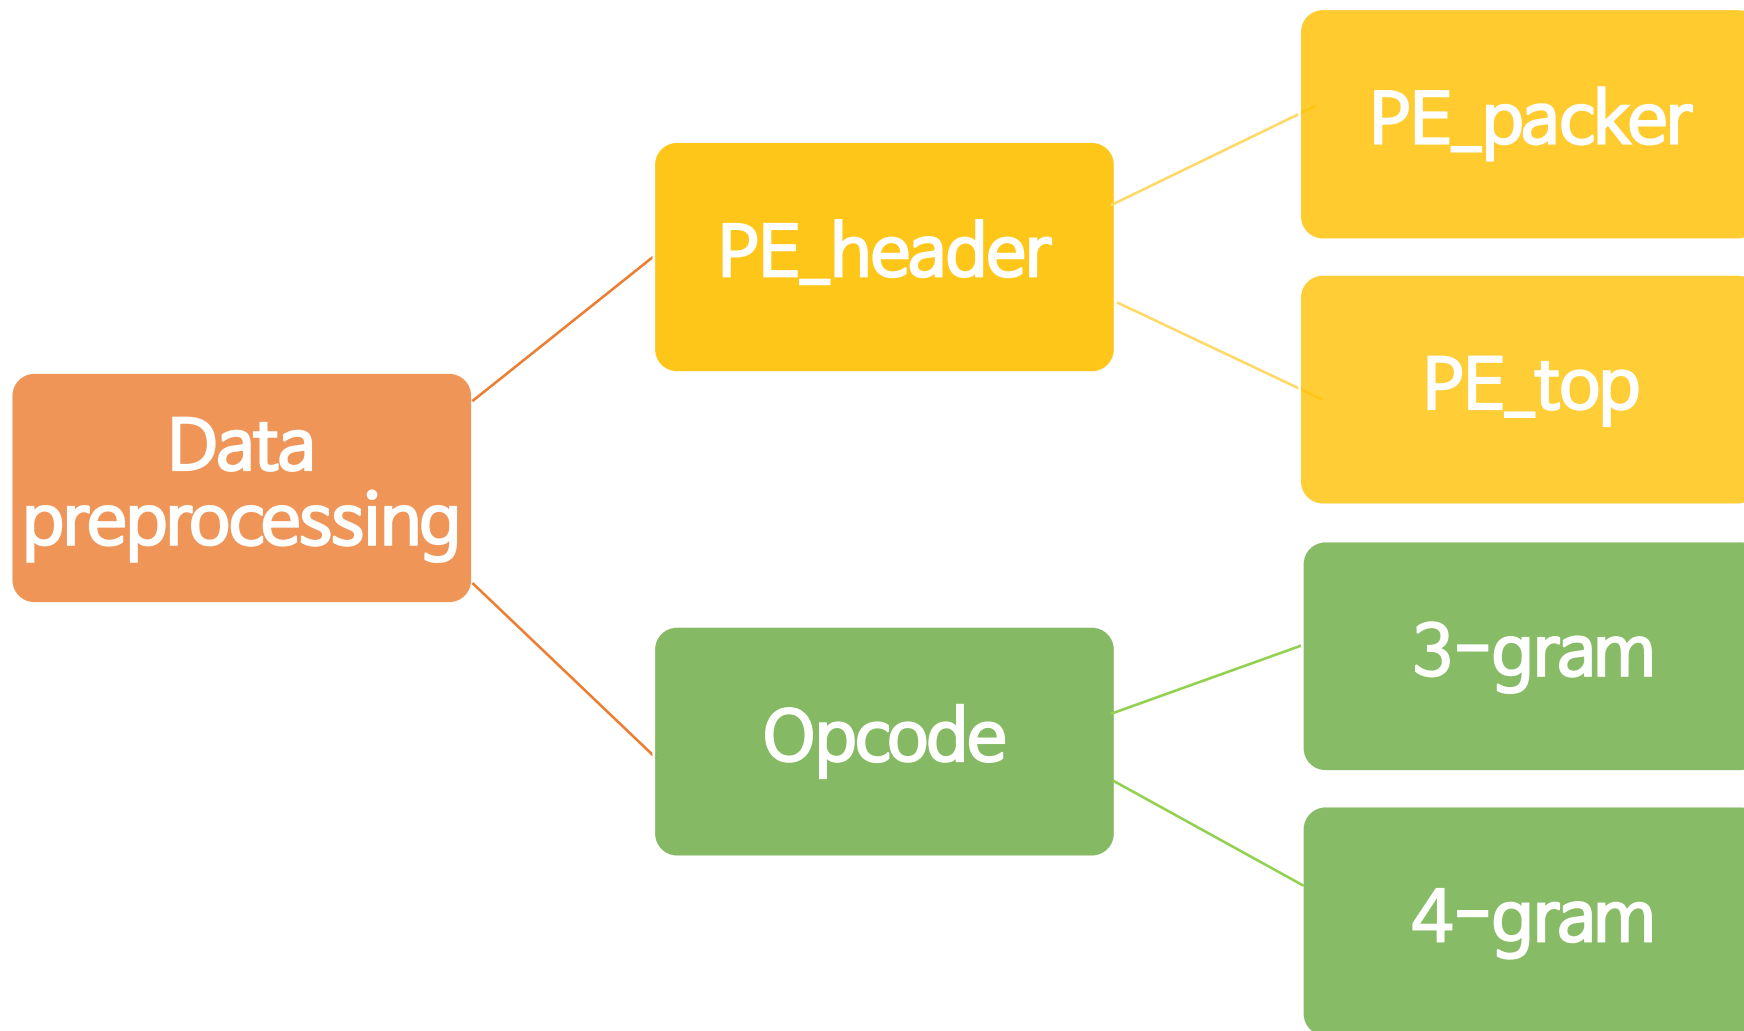 Data
preprocessing
PE_header
PE_packer
PE_top
Opcode
3-gram
4-gram